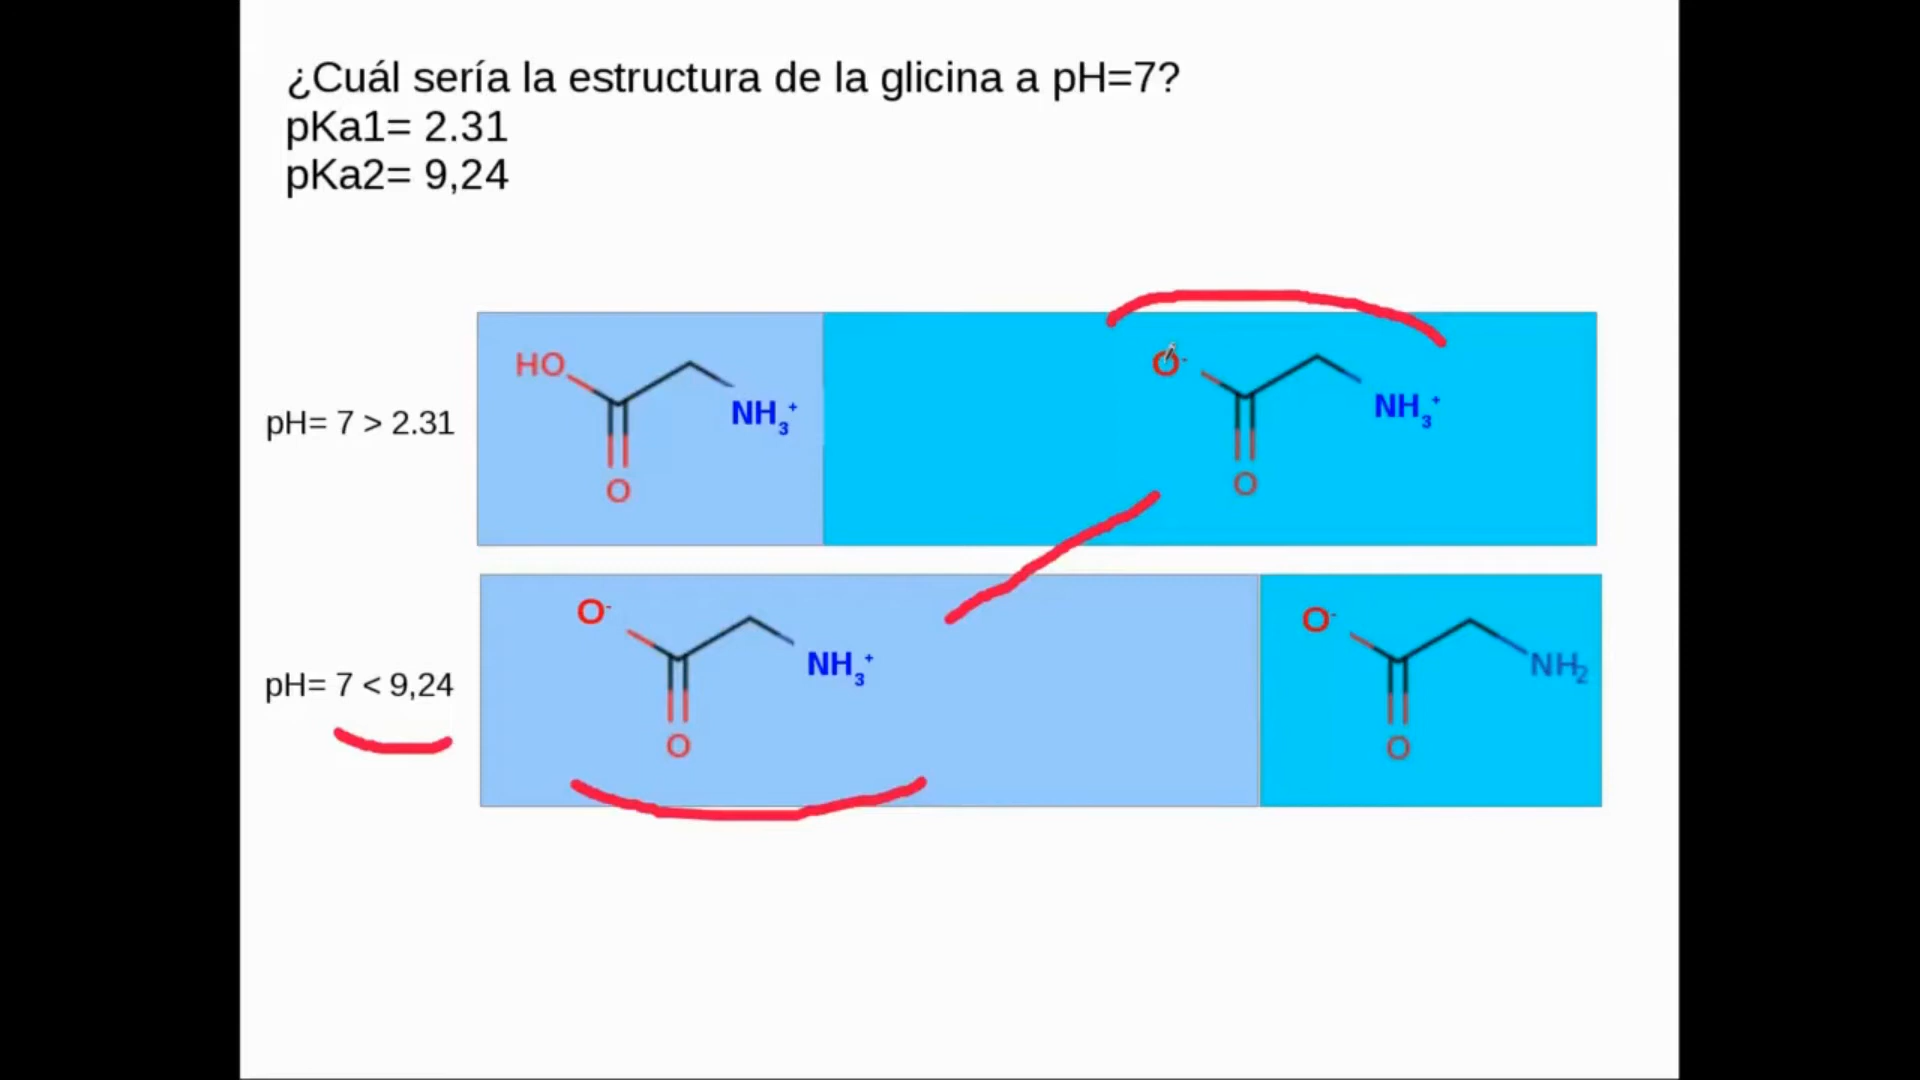 ¿Cuál sería la estructura de la glicina a pH=7?
pKa1= 2.31
pKa2= 9,24
HO
NH3+
O
O-
NH3+
O
pH= 7 > 2.31
O-
NH3+
O
O-
NH2
O
pH= 7 < 9,24